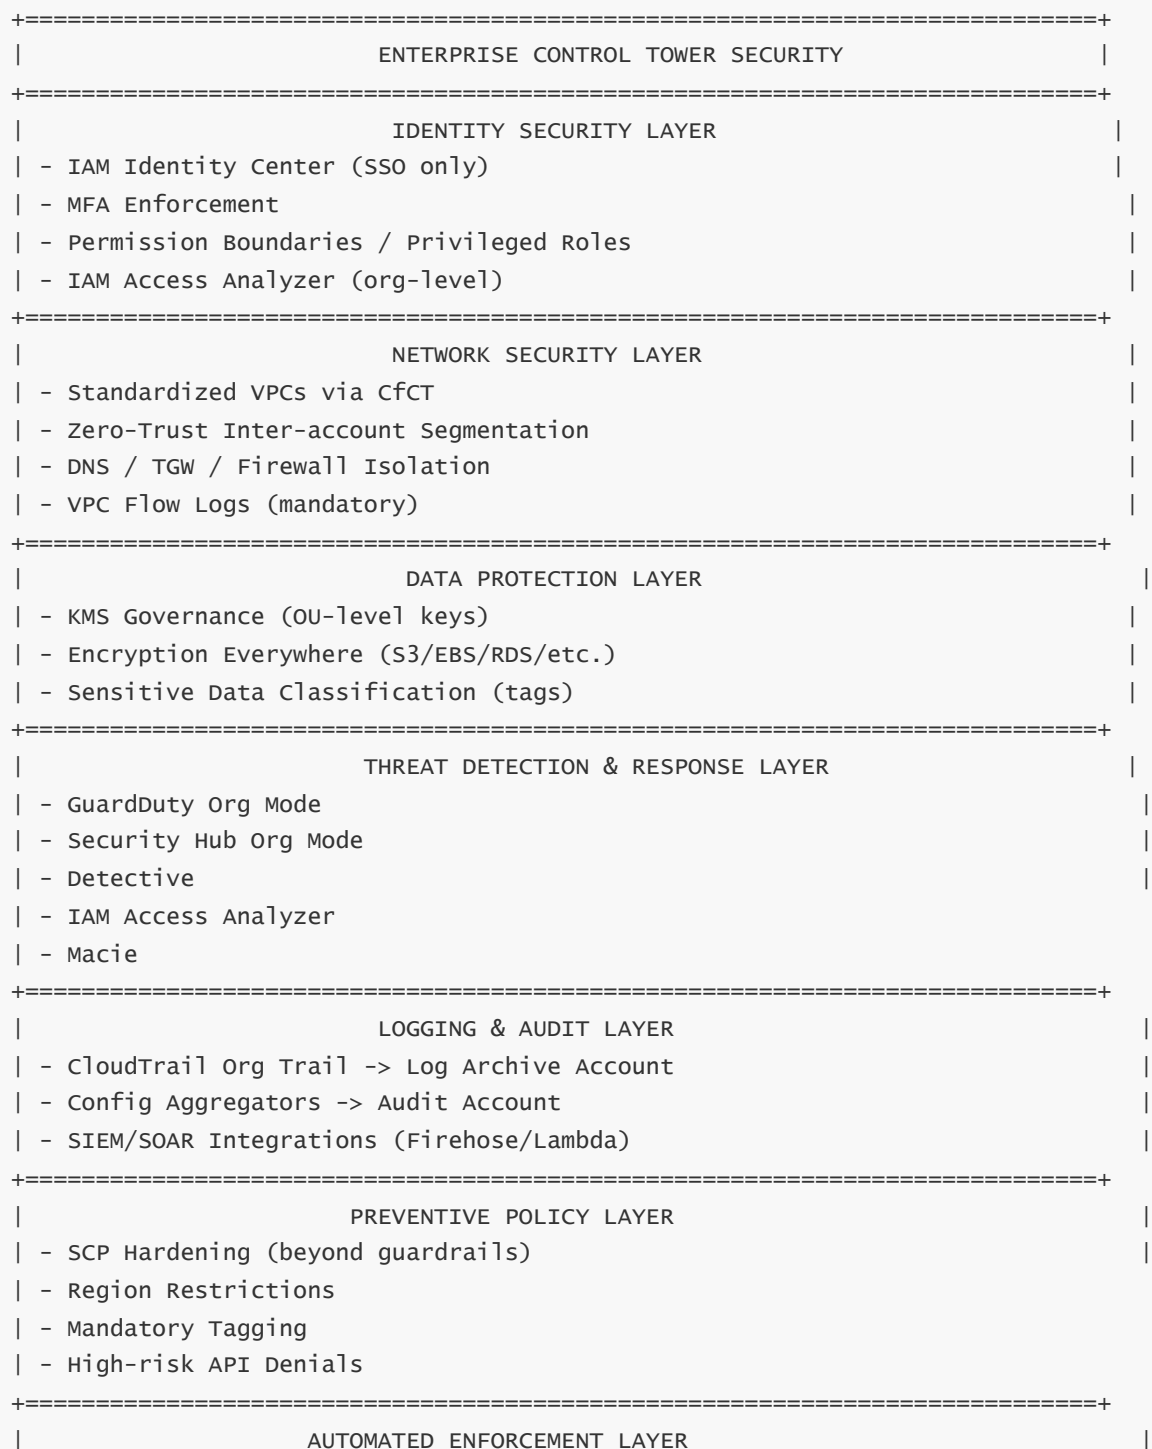 +============================================================================+
| ENTERPRISE CONTROL TOWER SECURITY |
+============================================================================+
| IDENTITY SECURITY LAYER |
| - IAM Identity Center (SSO only) |
| - MFA Enforcement |
| - Permission Boundaries / Privileged Roles |
| - IAM Access Analyzer (org-level) |
+============================================================================+
| NETWORK SECURITY LAYER |
| - Standardized VPCs via CfCT |
| - Zero-Trust Inter-account Segmentation |
| - DNS / TGW / Firewall Isolation |
| - VPC Flow Logs (mandatory) |
+============================================================================+
| DATA PROTECTION LAYER |
| - KMS Governance (OU-level keys) |
| - Encryption Everywhere (S3/EBS/RDS/etc.) |
| - Sensitive Data Classification (tags) |
+============================================================================+
| THREAT DETECTION & RESPONSE LAYER |
| - GuardDuty Org Mode |
| - Security Hub Org Mode |
| - Detective |
| - IAM Access Analyzer
| - Macie
+============================================================================+
| LOGGING & AUDIT LAYER |
| - CloudTrail Org Trail -> Log Archive Account |
| - Config Aggregators -> Audit Account |
| - SIEM/SOAR Integrations (Firehose/Lambda) |
+============================================================================+
| PREVENTIVE POLICY LAYER |
| - SCP Hardening (beyond guardrails) |
| - Region Restrictions
| - Mandatory Tagging
| - High-risk API Denials
+============================================================================+
| AUTOMATED ENFORCEMENT LAYER |